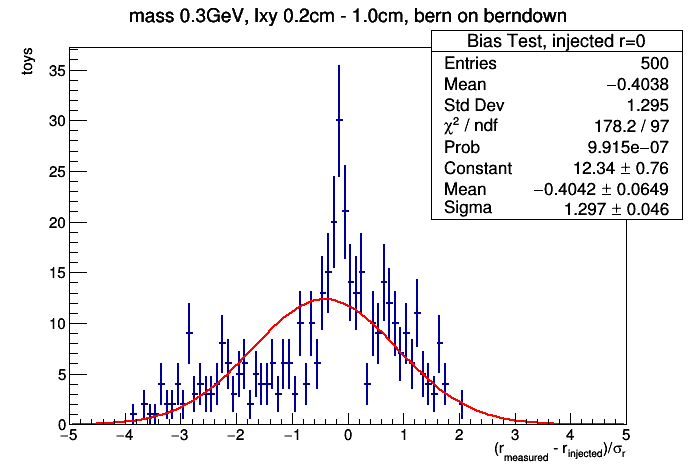 mass 0.3GeV, lxy 0.2cm - 1.0cm, bern on berndown
Bias Test, injected r=0
Entries 500
Mean −0.4038
Std Dev 1.295
χ² / ndf 178.2 / 97
Prob 9.915e−07
Constant 12.34 ± 0.76
Mean −0.4042 ± 0.0649
Sigma 1.297 ± 0.046
toys
35
30
25
20
15
10
5
0
−5 −4 −3 −2 −1 0 1 2 3 4 5
(r_measured - r_injected)/σ_r